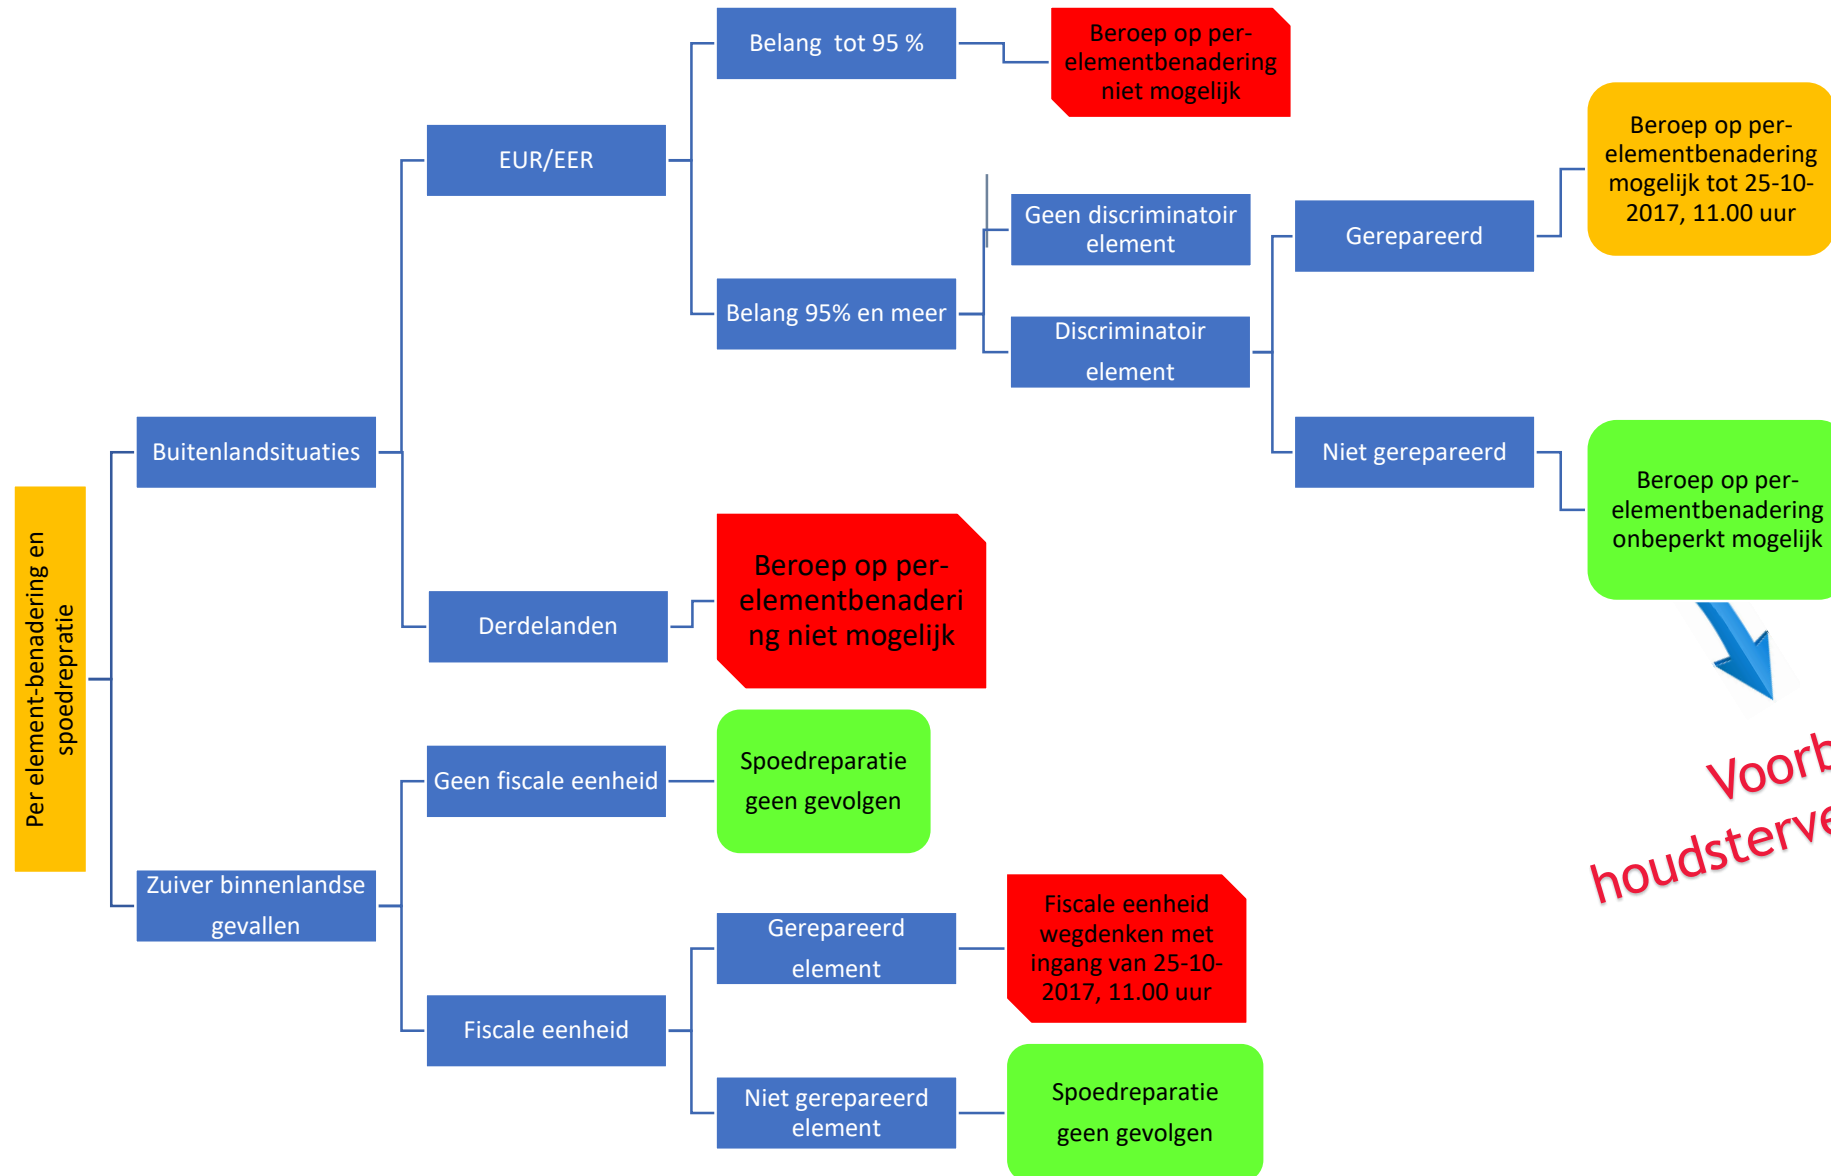 Belang tot 95 %
Beroep op per-
elementbenadering
niet mogelijk
Beroep op per-
elementbenadering
mogelijk tot 25-10-
2017, 11.00 uur
EUR/EER
Geen discriminatoir
element
Gerepareerd
Belang 95% en meer
Discriminatoir
element
Buitenlandsituaties
Niet gerepareerd
Beroep op per-
elementbenadering
onbeperkt mogelijk
Per element-benadering en
spoedrepratie
Beroep op per-
elementbenaderi
ng niet mogelijk
Derdelanden
Geen fiscale eenheid
Spoedreparatie
geen gevolgen
Voorb
houdsterve
Zuiver binnenlandse
gevallen
Gerepareerd
element
Fiscale eenheid
wegdenken met
ingang van 25-10-
2017, 11.00 uur
Fiscale eenheid
Niet gerepareerd
element
Spoedreparatie
geen gevolgen